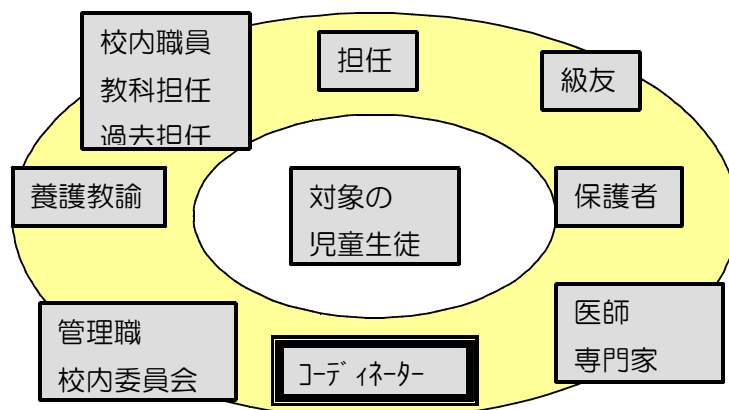 校内職員
教科担任
過去担任
担任
級友
養護教諭
対象の
児童生徒
保護者
管理職
校内委員会
コーディネーター
医師
専門家